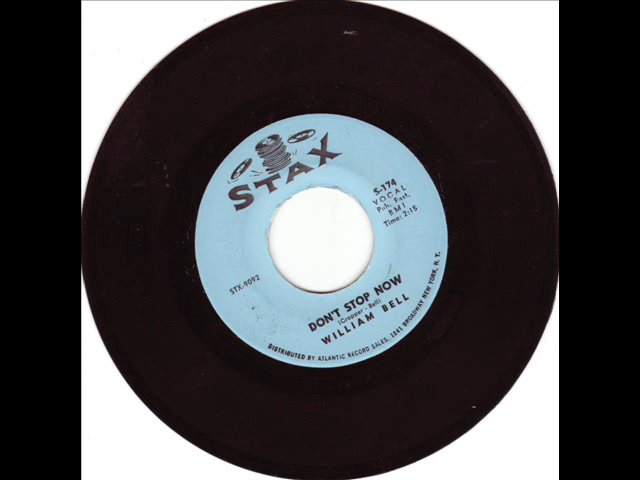 STAX
S-174
VOCAL
Pub. East,
BMI
Time: 2:15
STX-9092
DON'T STOP NOW
(Cropper - Bell)
WILLIAM BELL
DISTRIBUTED BY ATLANTIC RECORD SALES, 1841 BROADWAY NEW YORK, N. Y.